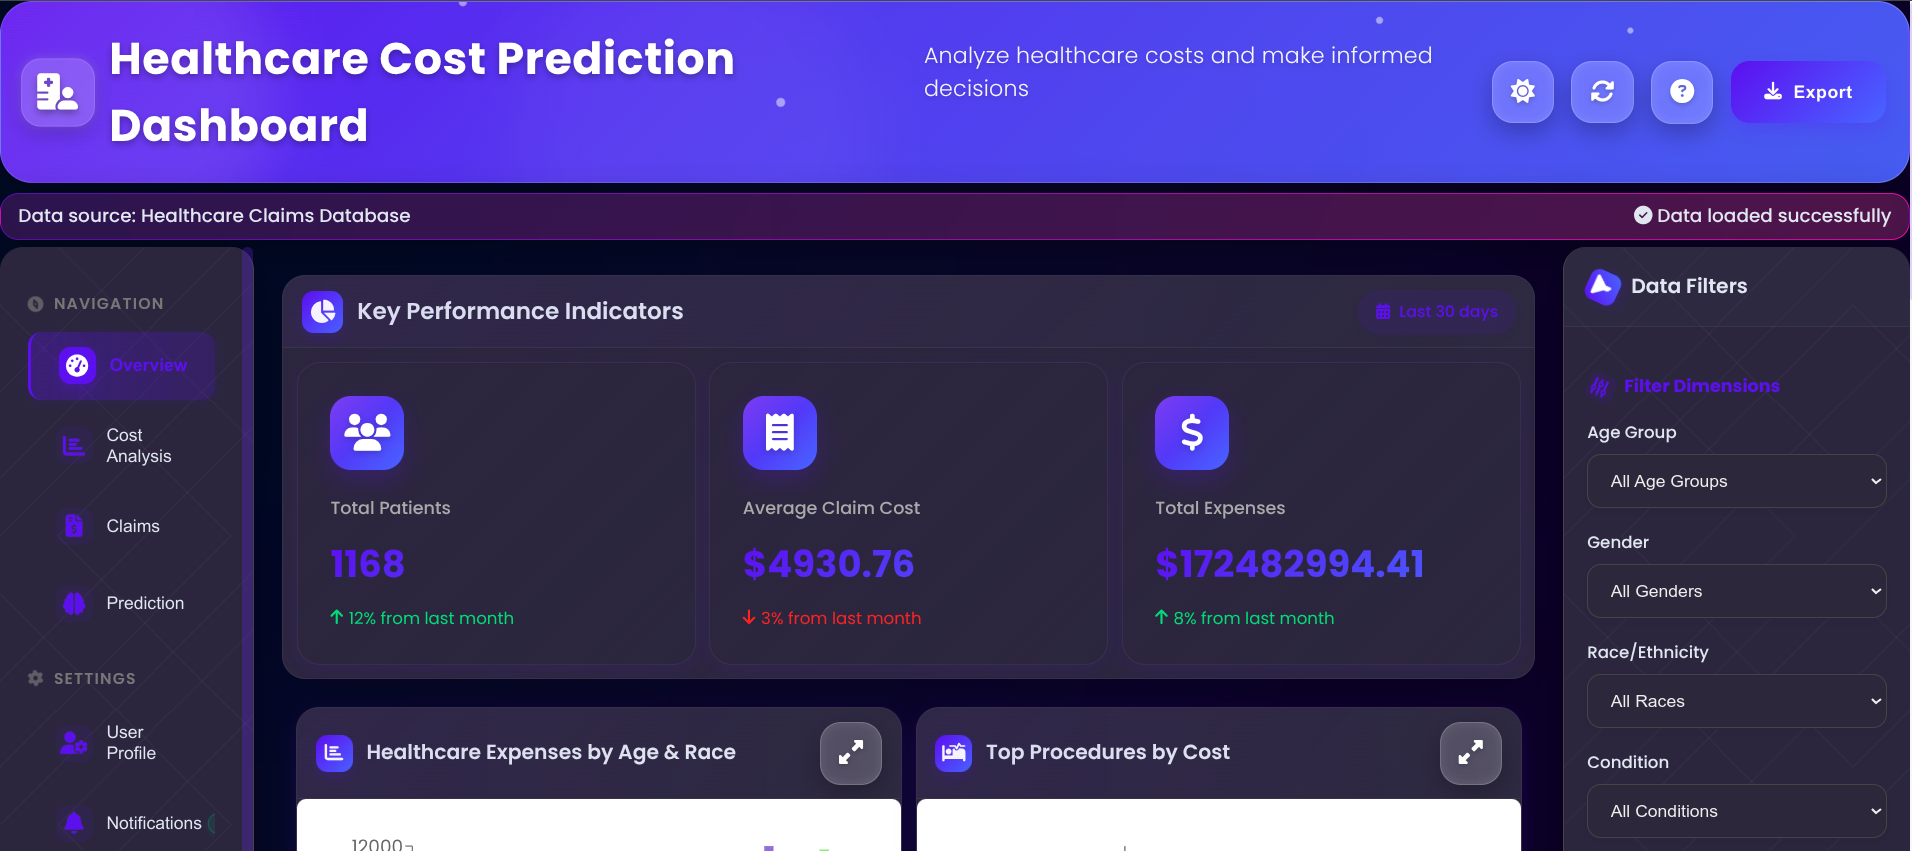 Healthcare Cost Prediction
Dashboard
Analyze healthcare costs and make informed
decisions
Export
Data source: Healthcare Claims Database
Data loaded successfully
NAVIGATION
Overview
Cost
Analysis
Claims
Prediction
SETTINGS
User
Profile
Notifications
Key Performance Indicators
Last 30 days
Total Patients
1168
12% from last month
Average Claim Cost
$4930.76
3% from last month
Total Expenses
$172482994.41
8% from last month
Healthcare Expenses by Age & Race
12000
Top Procedures by Cost
Data Filters
Filter Dimensions
Age Group
All Age Groups
Gender
All Genders
Race/Ethnicity
All Races
Condition
All Conditions